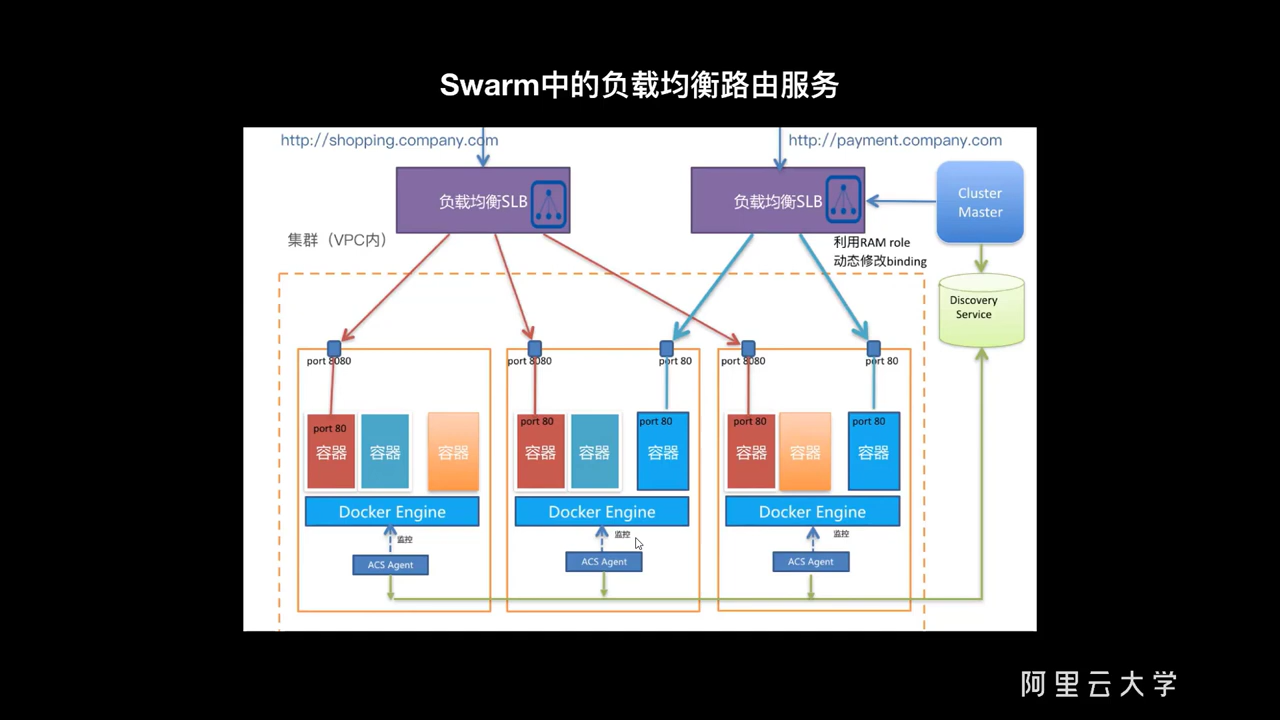 Swarm中的负载均衡路由服务
http://shopping.company.com
http://payment.company.com
负载均衡SLB
负载均衡SLB
Cluster
Master
集群（VPC内）
利用RAM role
动态修改binding
Discovery
Service
port 8080
port 8080
port 80
port 8080
port 80
port 80
容器
容器
容器
port 80
容器
容器
port 80
容器
port 80
容器
容器
port 80
容器
Docker Engine
Docker Engine
Docker Engine
监控
监控
监控
ACS Agent
ACS Agent
ACS Agent
阿里云大学